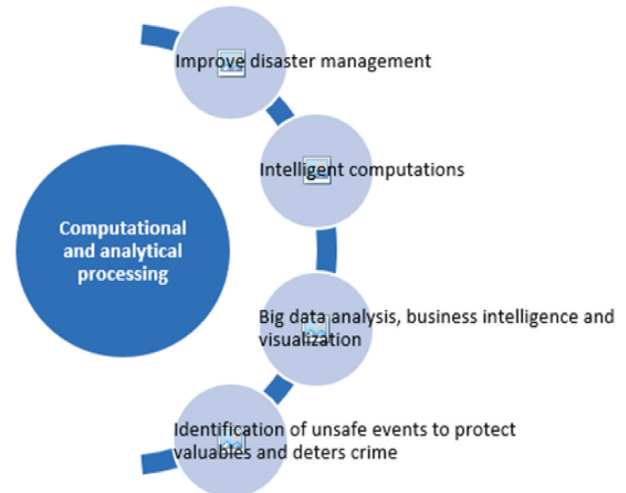 Improve disaster management
Intelligent computations
Computational
and analytical
processing
Big data analysis, business intelligence and
visualization
Identification of unsafe events to protect
valuables and deters crime